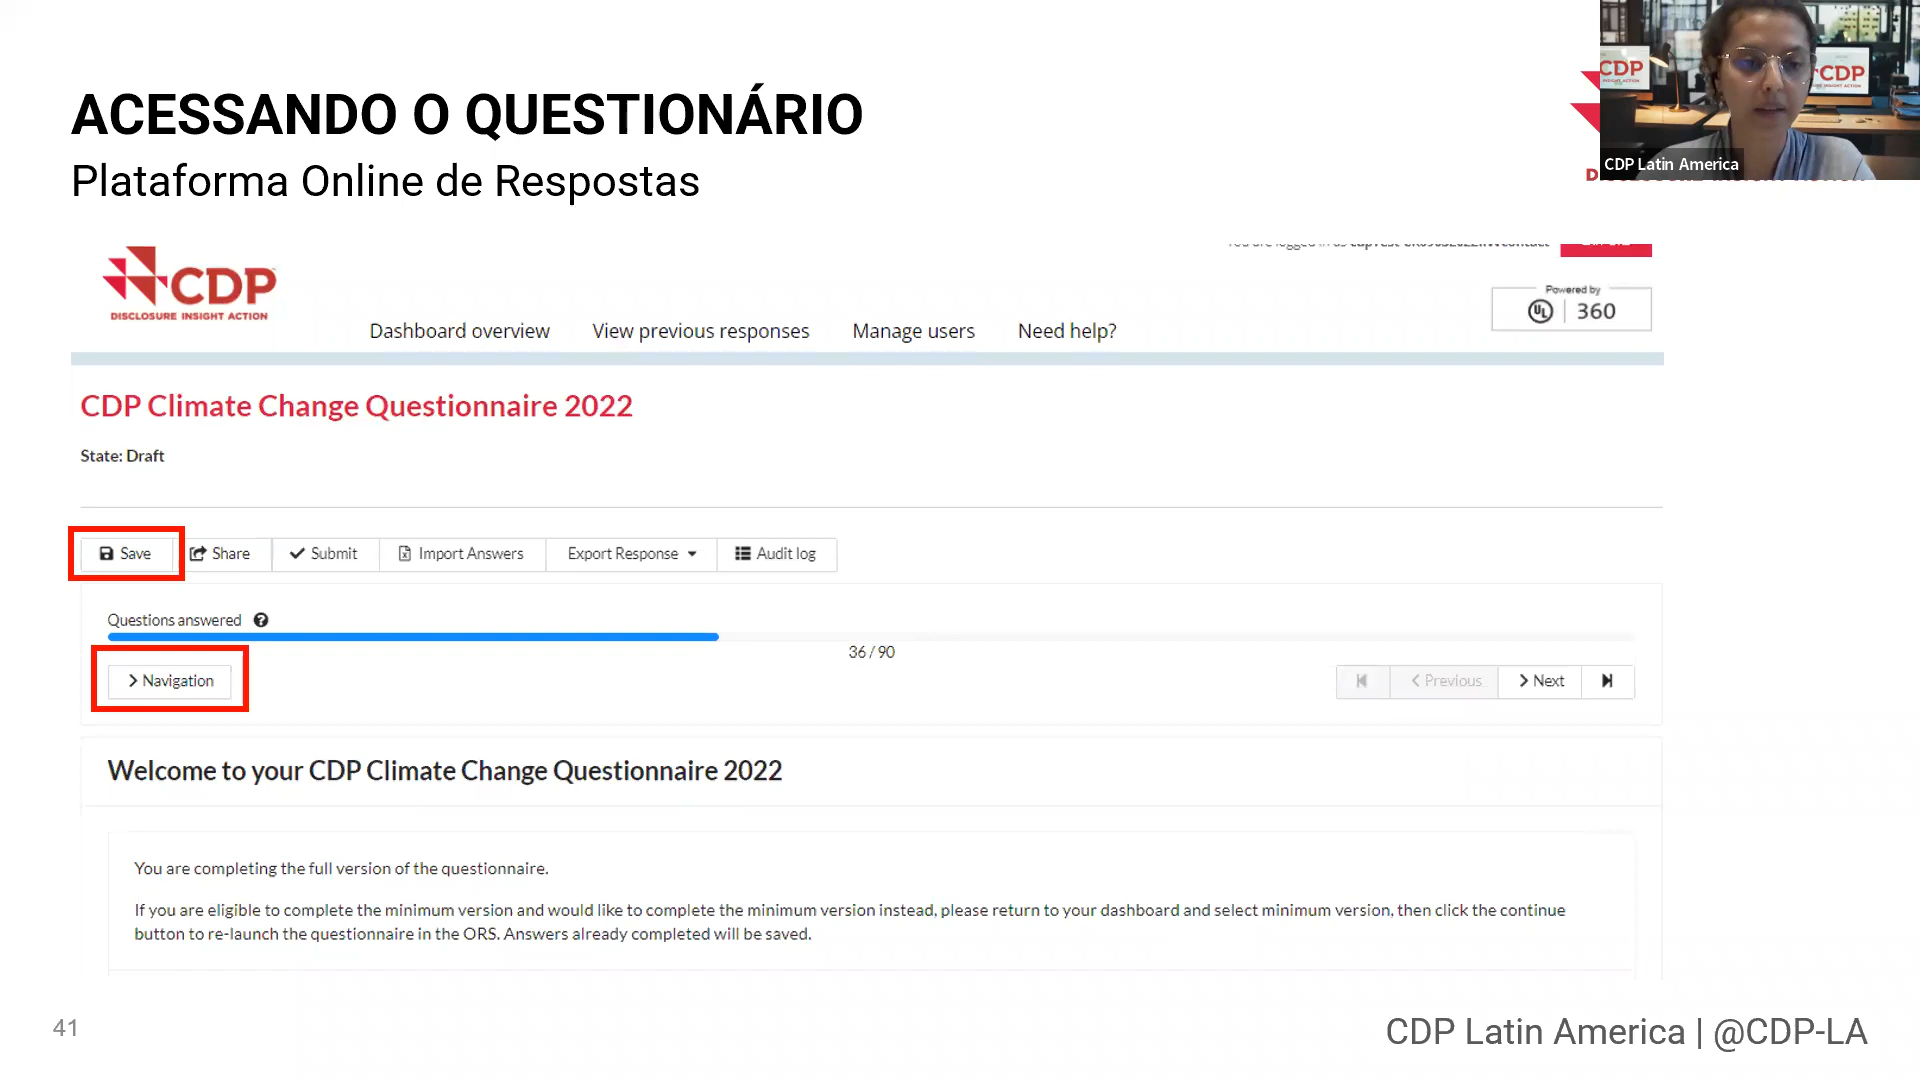 ACESSANDO O QUESTIONÁRIO
Plataforma Online de Respostas
CDP
CDP
CDP Latin America
CDP
DISCLOSURE INSIGHT ACTION
Powered by
UL 360
Dashboard overview View previous responses Manage users Need help?
CDP Climate Change Questionnaire 2022
State: Draft
Save Share Submit Import Answers Export Response Audit log
Questions answered
36 / 90
Navigation
Previous Next
Welcome to your CDP Climate Change Questionnaire 2022
You are completing the full version of the questionnaire.
If you are eligible to complete the minimum version and would like to complete the minimum version instead, please return to your dashboard and select minimum version, then click the continue
button to re-launch the questionnaire in the ORS. Answers already completed will be saved.
41
CDP Latin America | @CDP-LA